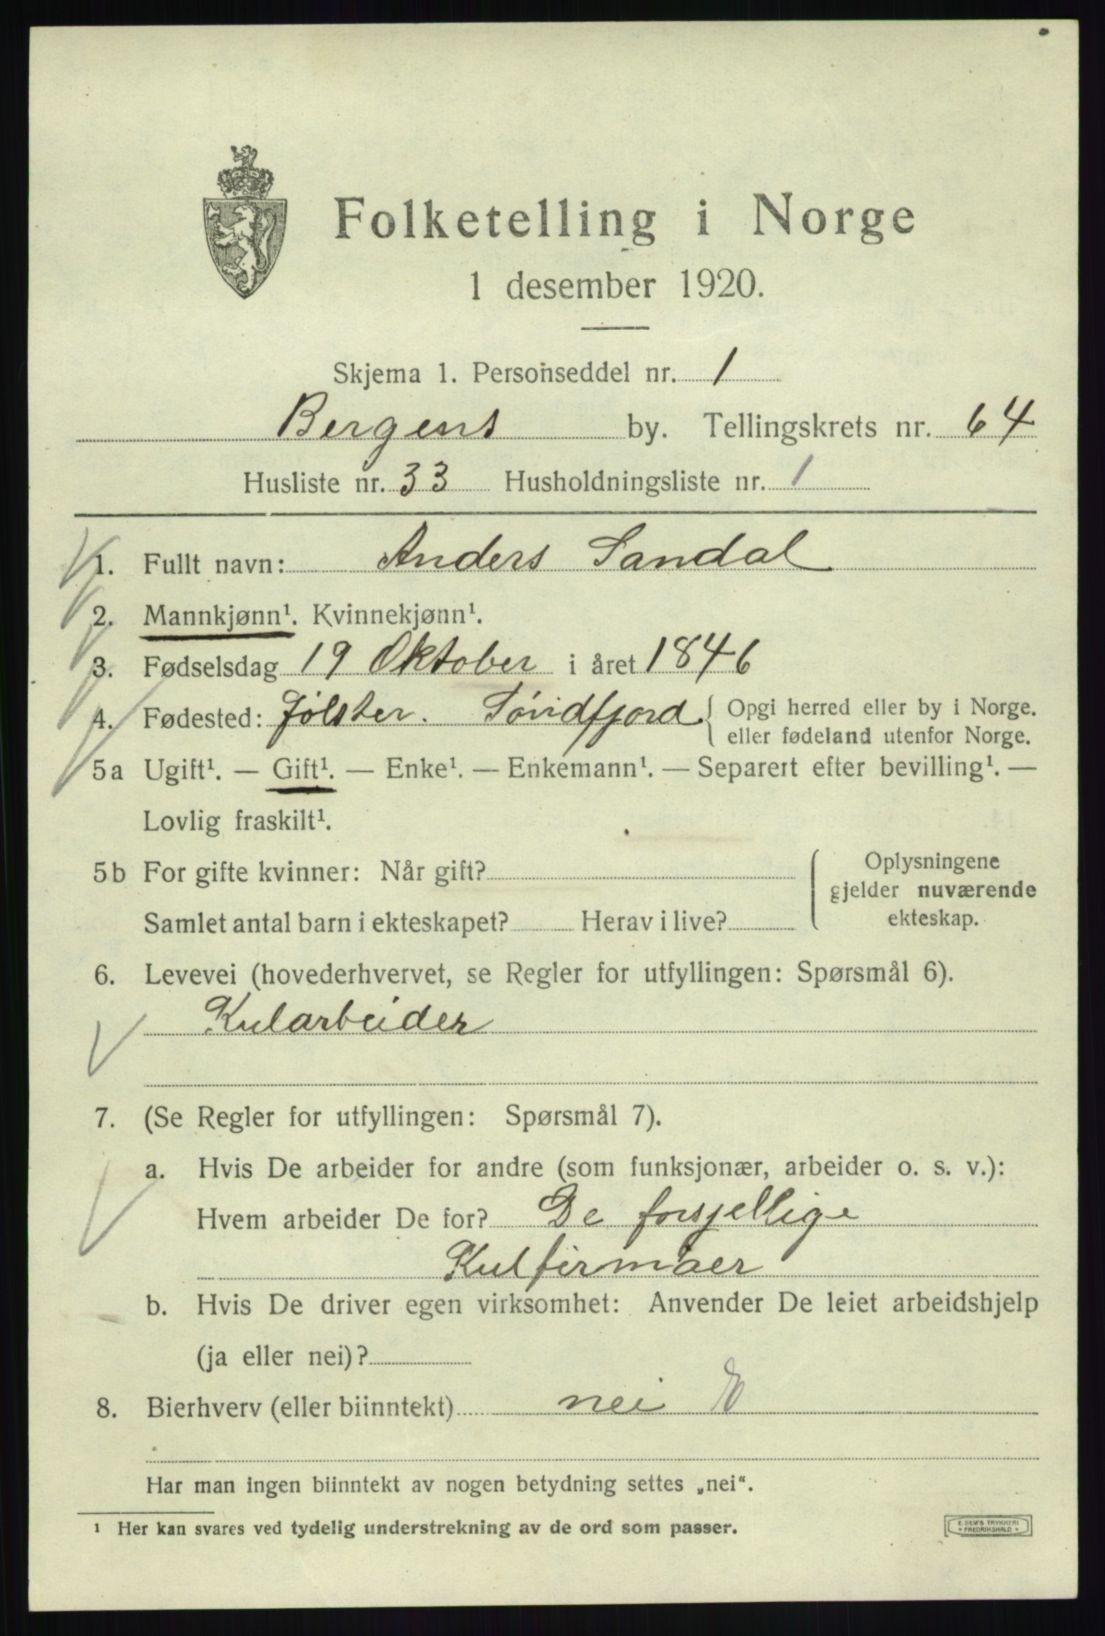 Folketelling i Norge
1 desember 1920.
Skjema 1. Personseddel nr. 1
Bergens by. Tellingskrets nr. 64
Husliste nr. 33 Husholdningsliste nr. 1
1. Fullt navn: Anders Sandal
2. Mannkjønn¹. Kvinnekjønn¹.
3. Fødselsdag 19 Oktober i året 1846
4. Fødested: Jølster. Søndfjord { Opgi herred eller by i Norge.
eller fødeland utenfor Norge.
5a Ugift¹. — Gift¹. — Enke¹. — Enkemann¹. — Separert efter bevilling¹. —
Lovlig fraskilt¹.
5b For gifte kvinner: Når gift?
Samlet antal barn i ekteskapet? Herav i live?
Oplysningene
gjelder nuværende
ekteskap.
6. Levevei (hovederhvervet, se Regler for utfyllingen: Spørsmål 6).
Kularbeider
7. (Se Regler for utfyllingen: Spørsmål 7).
a. Hvis De arbeider for andre (som funksjonær, arbeider o. s. v.):
Hvem arbeider De for? De forsjellige
Kulfirmaer
b. Hvis De driver egen virksomhet: Anvender De leiet arbeidshjelp
(ja eller nei)?
8. Bierhverv (eller biinntekt) nei
Har man ingen biinntekt av nogen betydning settes „nei“.
¹ Her kan svares ved tydelig understrekning av de ord som passer.
E. SEM'S TRYKKERI
FREDRIKSHALD